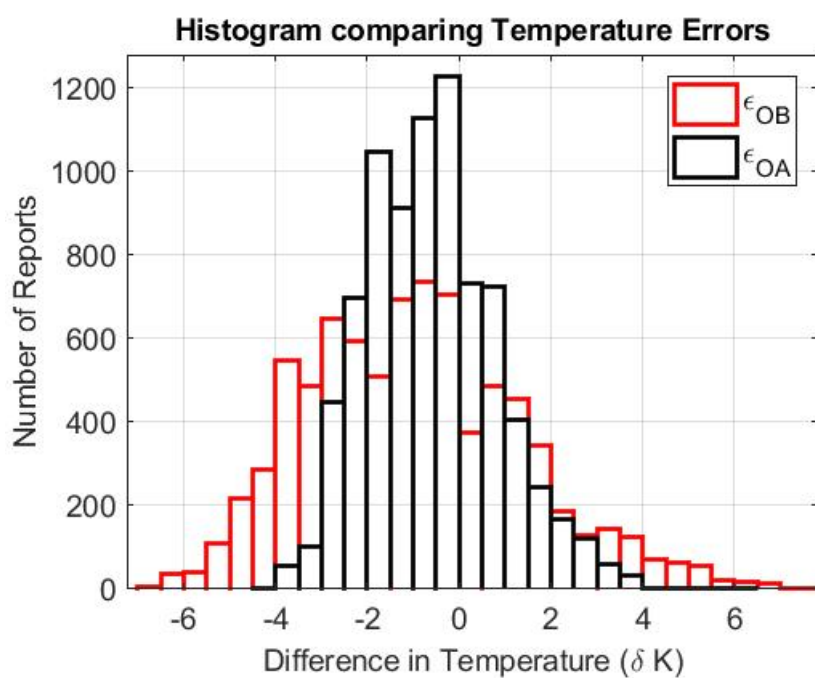 Histogram comparing Temperature Errors
1200
1000
800
600
400
200
0
Number of Reports
ϵOB
ϵOA
-6 -4 -2 0 2 4 6
Difference in Temperature (δ K)